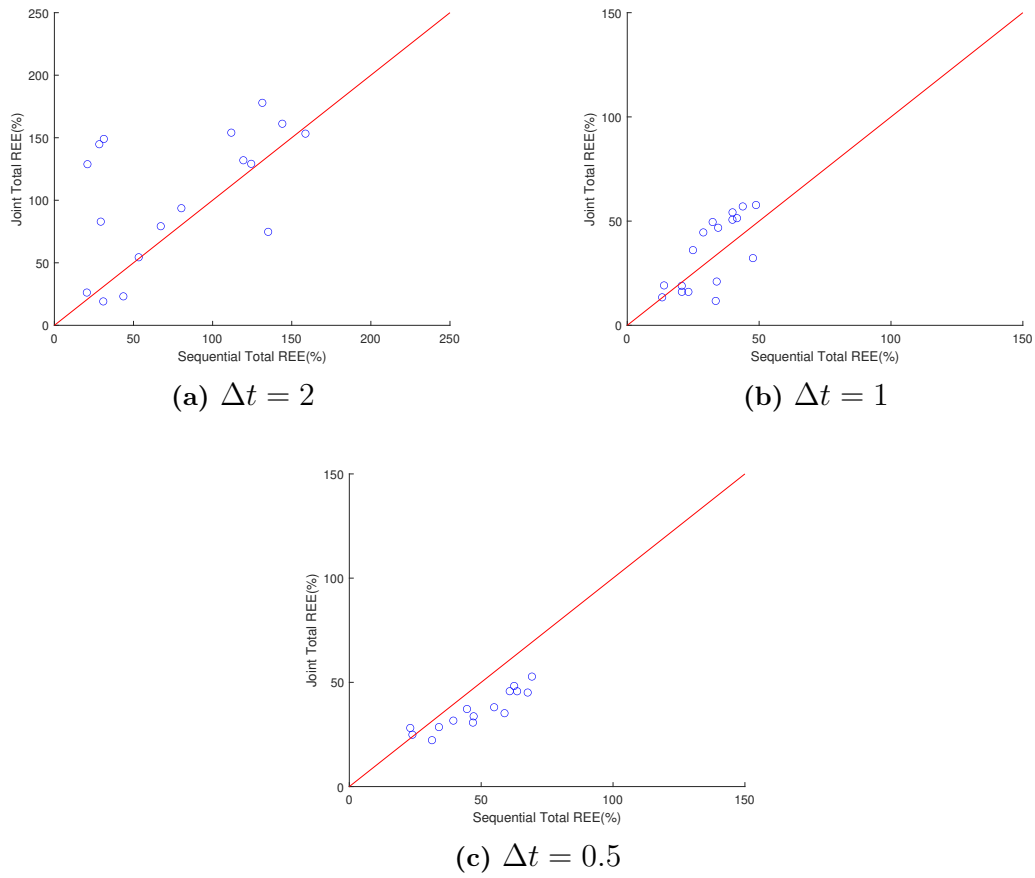 250
200
150
100
50
0
Joint Total REE(%)
0 50 100 150 200 250
Sequential Total REE(%)
(a) Δt = 2
150
100
50
0
Joint Total REE(%)
0 50 100 150
Sequential Total REE(%)
(b) Δt = 1
150
100
50
0
Joint Total REE(%)
0 50 100 150
Sequential Total REE(%)
(c) Δt = 0.5